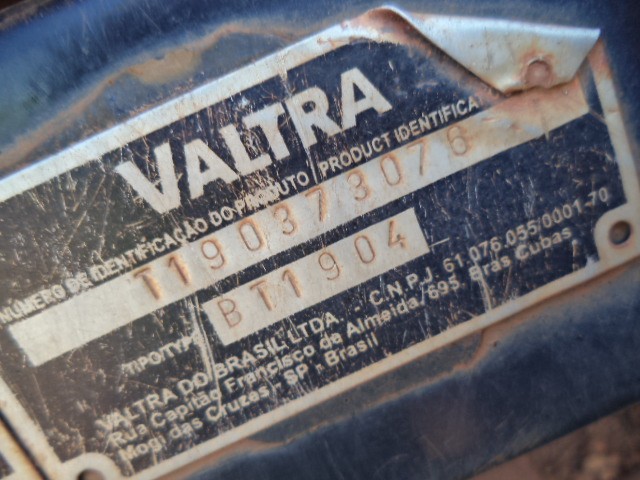 VALTRA
NÚMERO DE IDENTIFICAÇÃO DO PRODUTO / PRODUCT IDENTIFICA
T190373076
TIPO/TYPE BT1904
VALTRA DO BRASIL LTDA. - C.N.P.J. 61.076.055/0001-70
Rua Capitão Francisco de Almeida, 695, Brás Cubas
Mogi das Cruzes - SP - Brasil